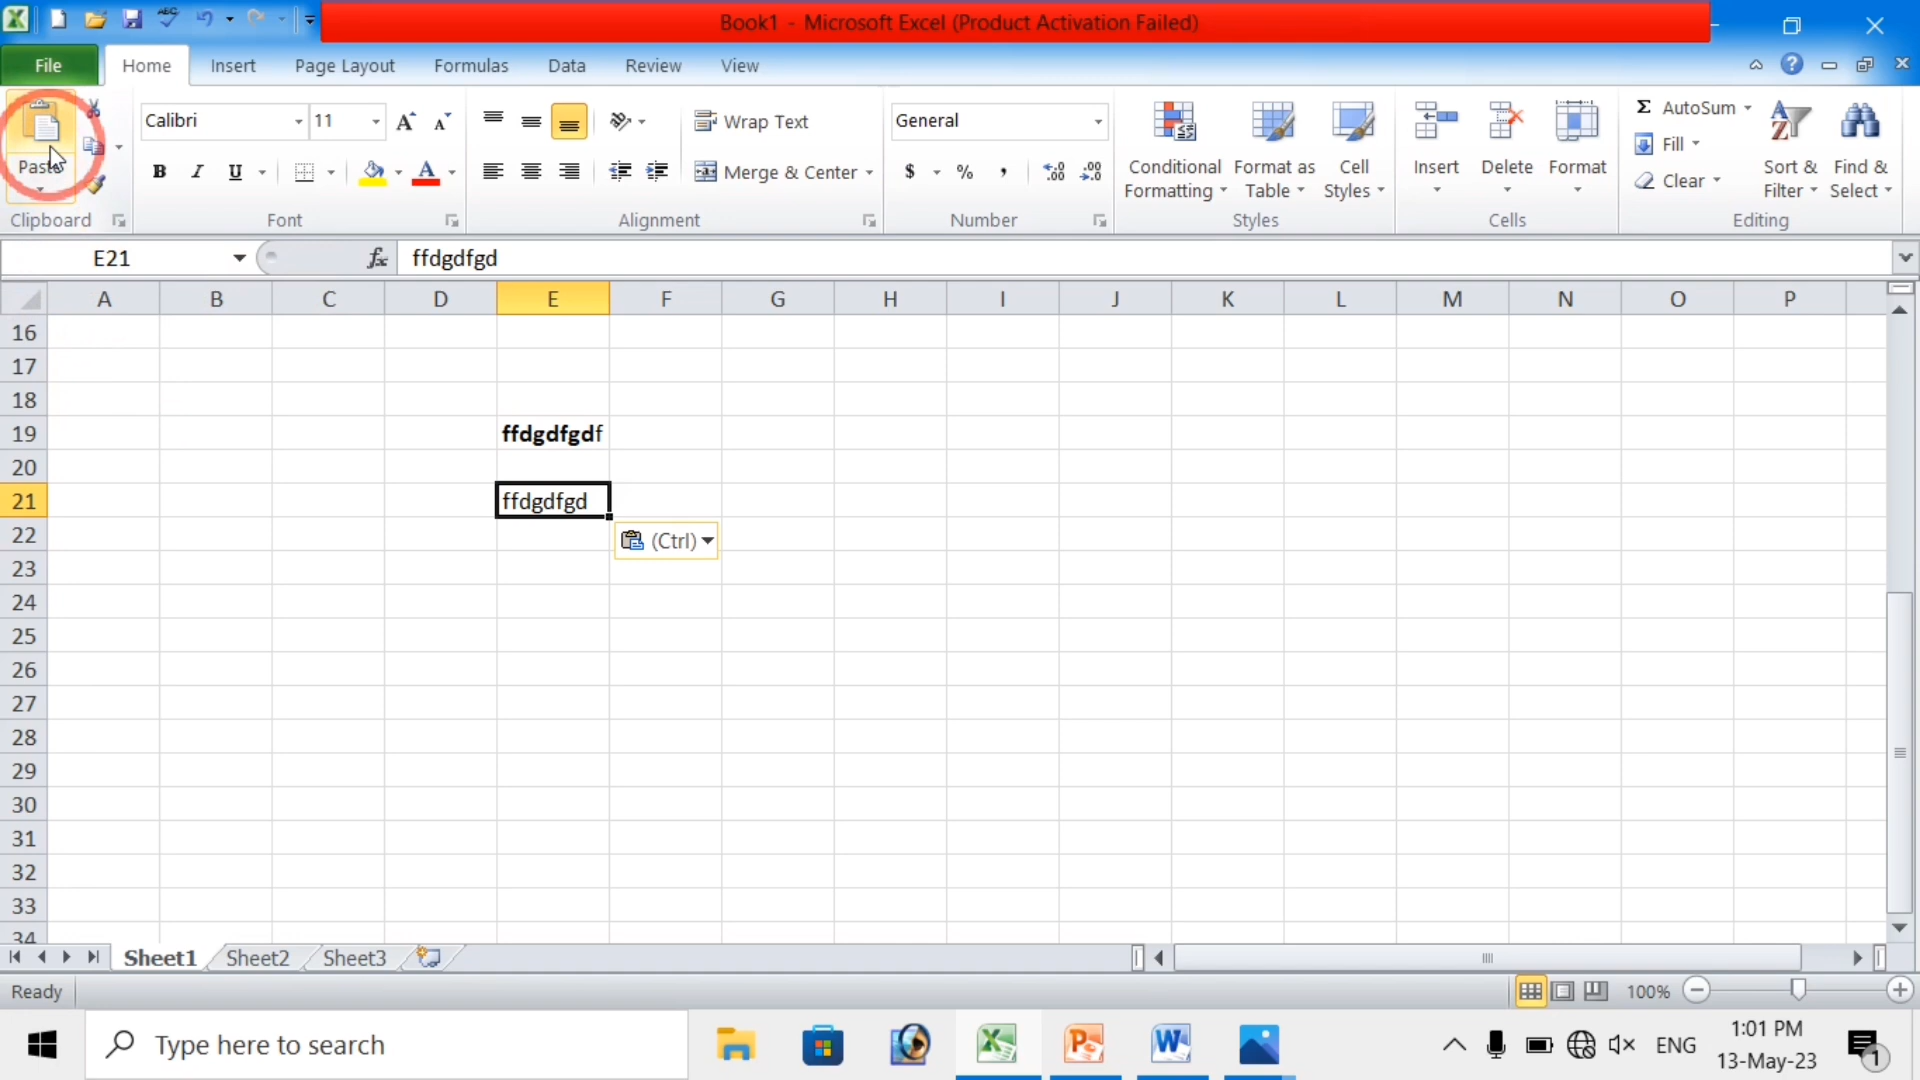 Book1 - Microsoft Excel (Product Activation Failed)
File Home Insert Page Layout Formulas Data Review View
Calibri 11 Wrap Text General AutoSum
Paste B I U Merge & Center $ % , Conditional Formatting Format as Table Cell Styles Insert Delete Format Fill Clear Sort & Filter Find & Select
Clipboard Font Alignment Number Styles Cells Editing
E21 fx ffdgdfgd
A B C D E F G H I J K L M N O P
16
17
18
19 ffdgdfgdf
20
21 ffdgdfgd
22 (Ctrl)
23
24
25
26
27
28
29
30
31
32
33
34
Sheet1 Sheet2 Sheet3
Ready 100%
Type here to search ENG 1:01 PM
13-May-23 1